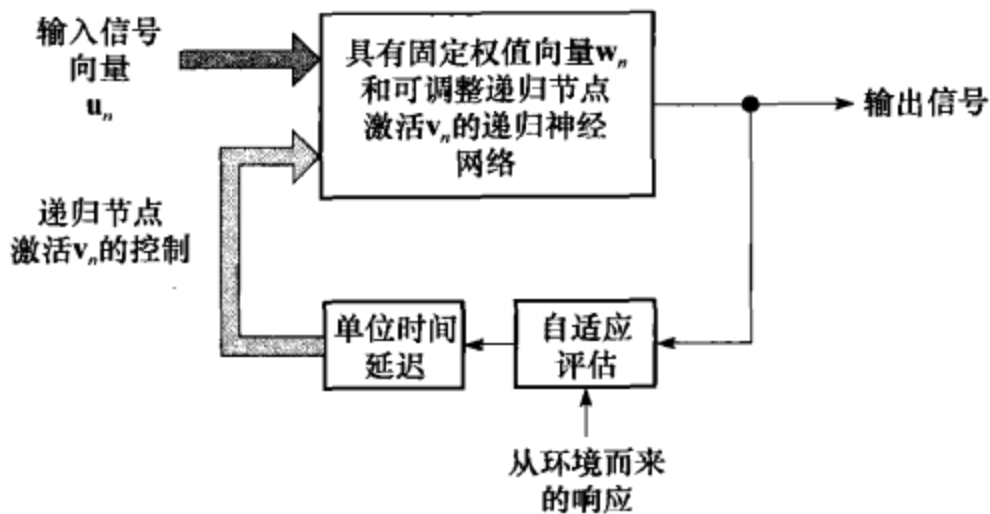 输入信号
向量
uₙ
具有固定权值向量wₙ
和可调整递归节点
激活vₙ的递归神经
网络
输出信号
递归节点
激活vₙ的控制
单位时间
延迟
自适应
评估
从环境而来
的响应